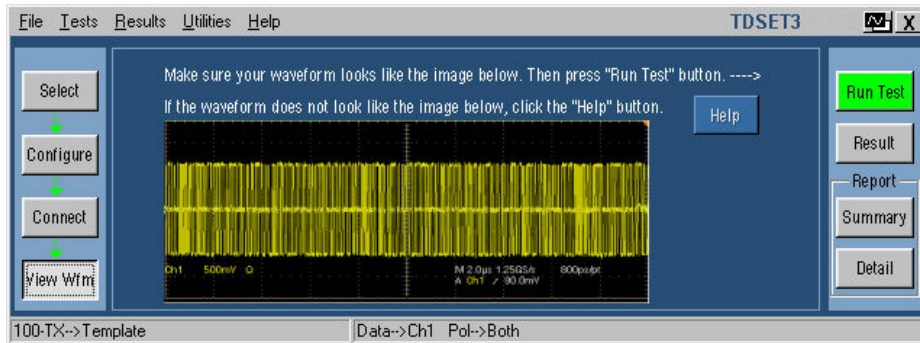 File Tests Results Utilities Help TDSET3 X
Make sure your waveform looks like the image below. Then press "Run Test" button. ---->
If the waveform does not look like the image below, click the "Help" button.
Help
Select
Configure
Connect
View Wfm
Ch1 500mV Ω M 2.0µs 1.25GS/s 800ps/pt
A Ch1 / 90.0mV
Run Test
Result
Report
Summary
Detail
100-TX-->Template Data-->Ch1 Pol-->Both